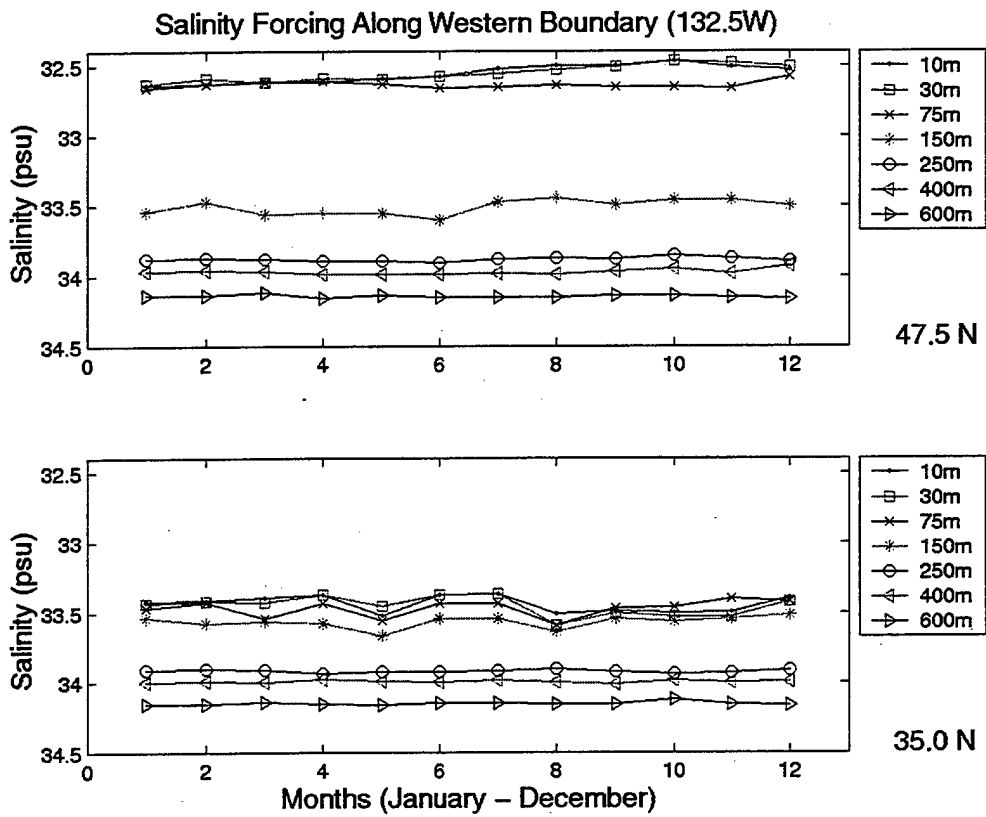 Salinity Forcing Along Western Boundary (132.5W)
32.5
33
33.5
34
34.5
Salinity (psu)
0 2 4 6 8 10 12
10m
30m
75m
150m
250m
400m
600m
47.5 N
32.5
33
33.5
34
34.5
Salinity (psu)
0 2 4 6 8 10 12
Months (January – December)
10m
30m
75m
150m
250m
400m
600m
35.0 N